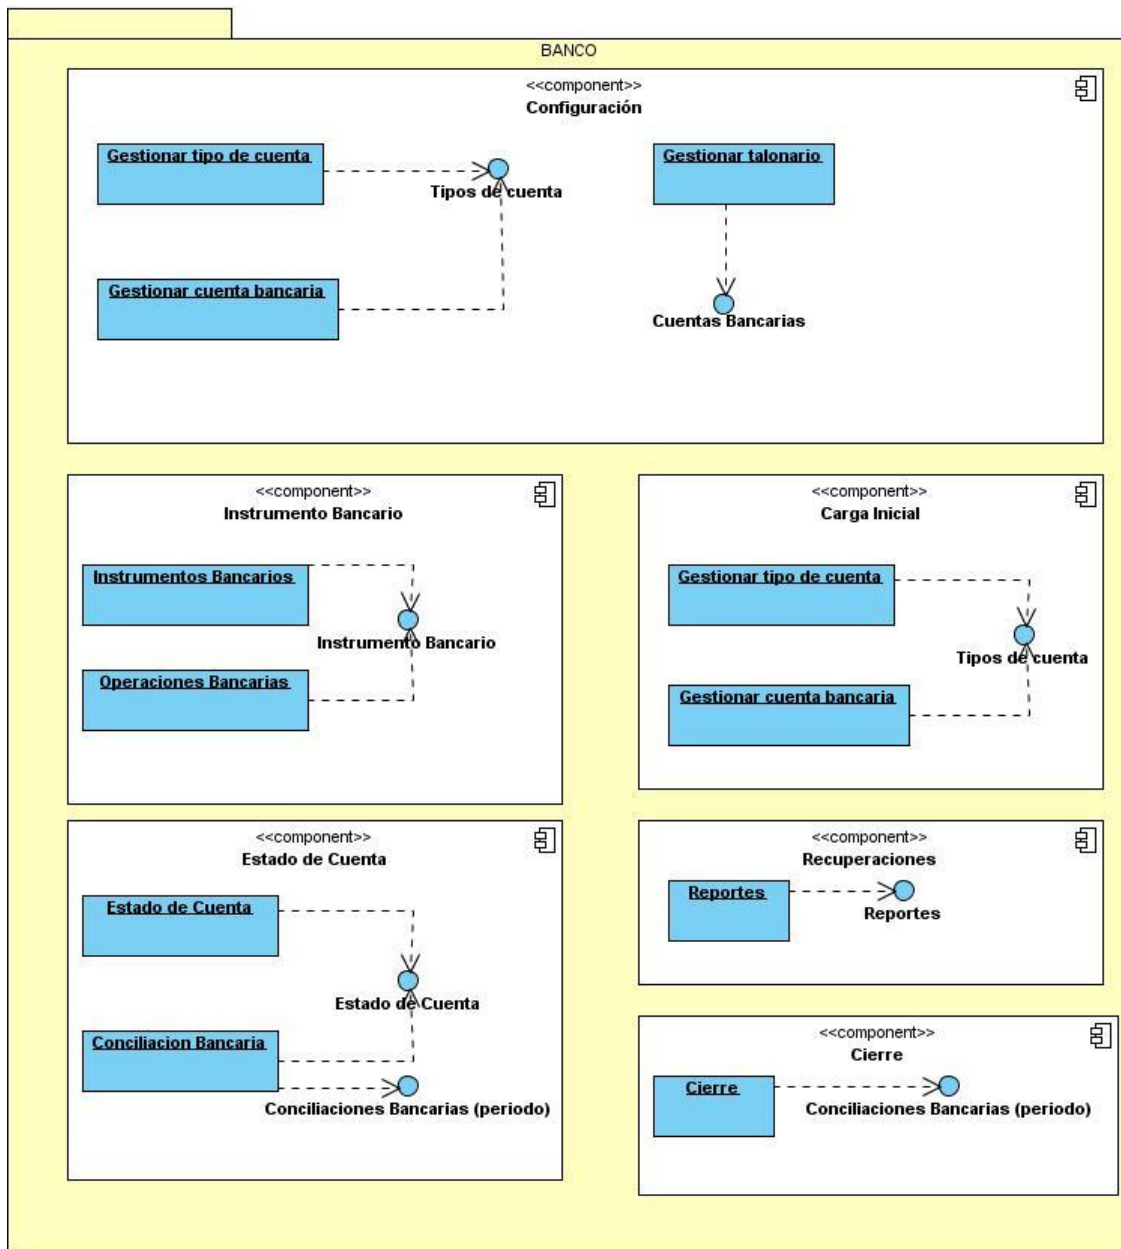 BANCO
<<component>>
Configuración
Gestionar tipo de cuenta
Tipos de cuenta
Gestionar talonario
Gestionar cuenta bancaria
Cuentas Bancarias
<<component>>
Instrumento Bancario
Instrumentos Bancarios
Instrumento Bancario
Operaciones Bancarias
<<component>>
Carga Inicial
Gestionar tipo de cuenta
Tipos de cuenta
Gestionar cuenta bancaria
<<component>>
Estado de Cuenta
Estado de Cuenta
Estado de Cuenta
Conciliacion Bancaria
Conciliaciones Bancarias (periodo)
<<component>>
Recuperaciones
Reportes
Reportes
<<component>>
Cierre
Cierre
Conciliaciones Bancarias (periodo)